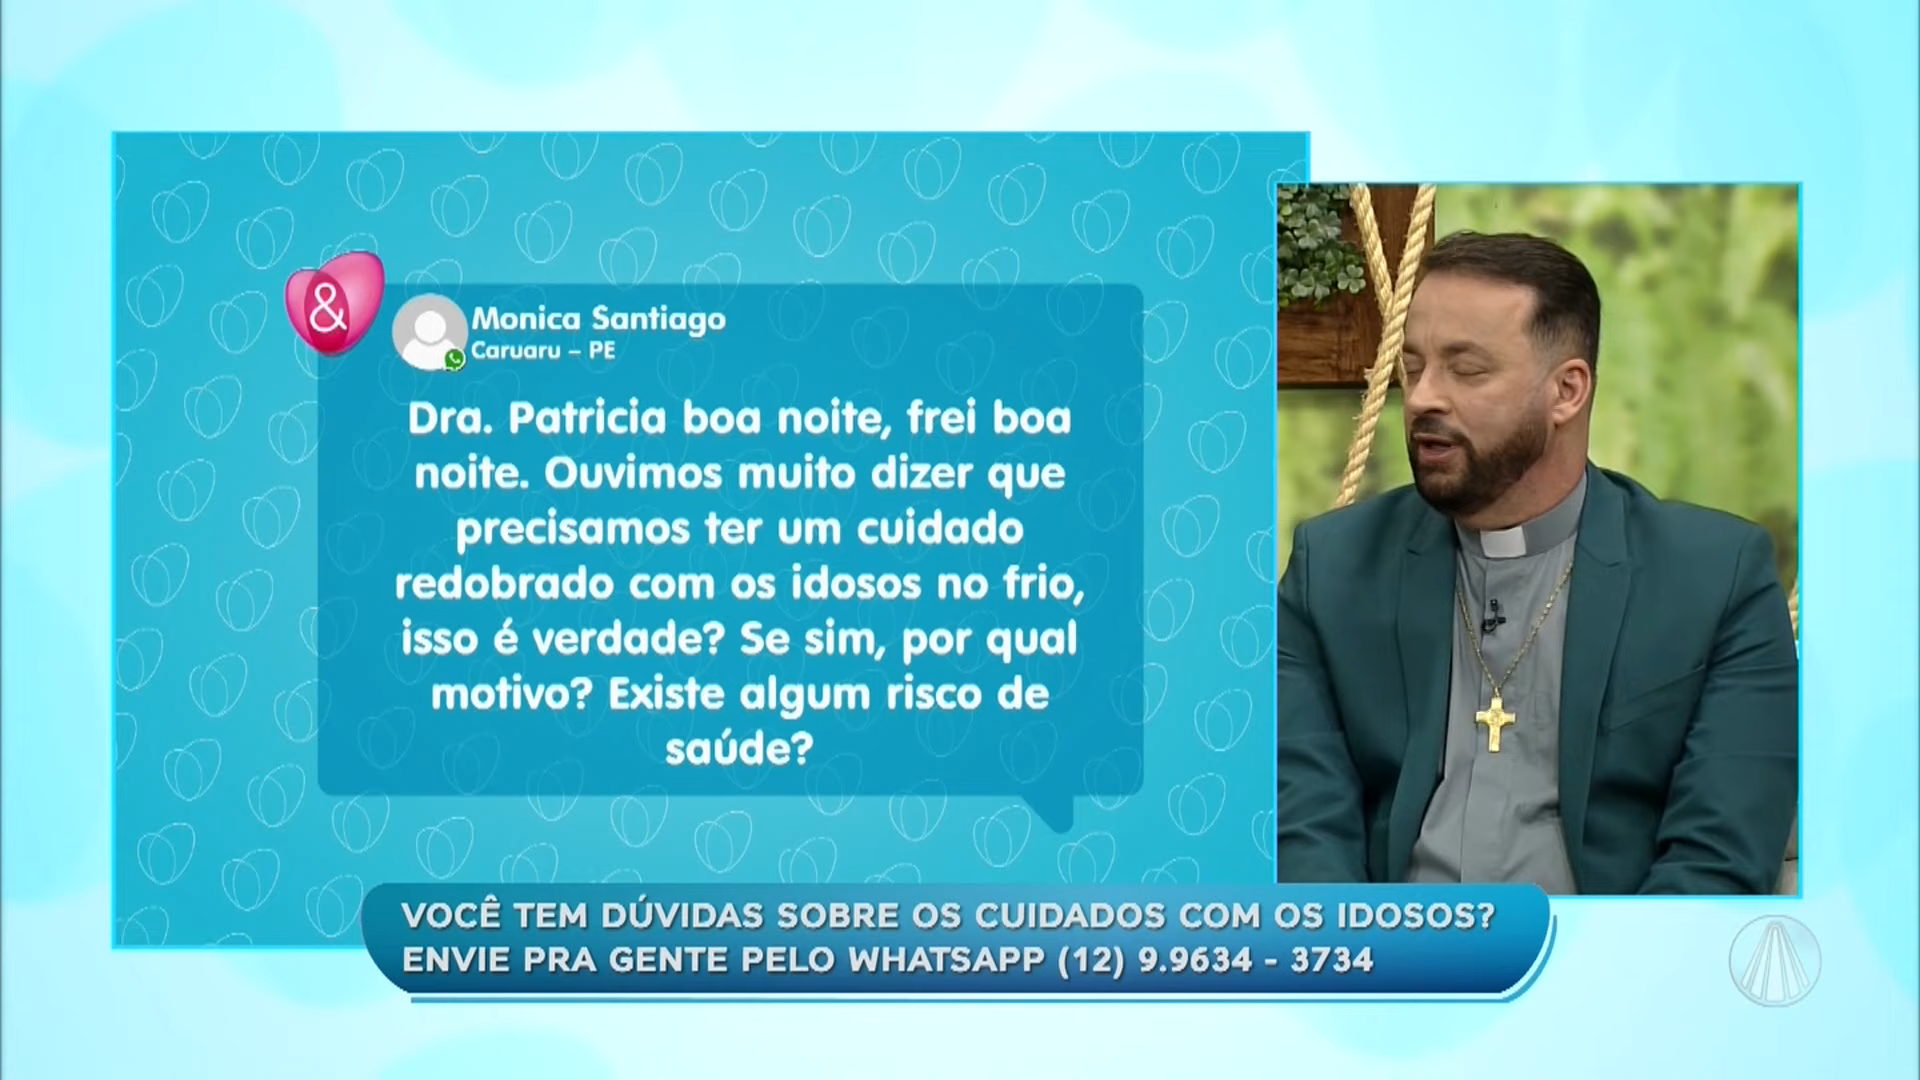 &
Monica Santiago
Caruaru – PE
Dra. Patricia boa noite, frei boa
noite. Ouvimos muito dizer que
precisamos ter um cuidado
redobrado com os idosos no frio,
isso é verdade? Se sim, por qual
motivo? Existe algum risco de
saúde?
VOCÊ TEM DÚVIDAS SOBRE OS CUIDADOS COM OS IDOSOS?
ENVIE PRA GENTE PELO WHATSAPP (12) 9.9634 - 3734